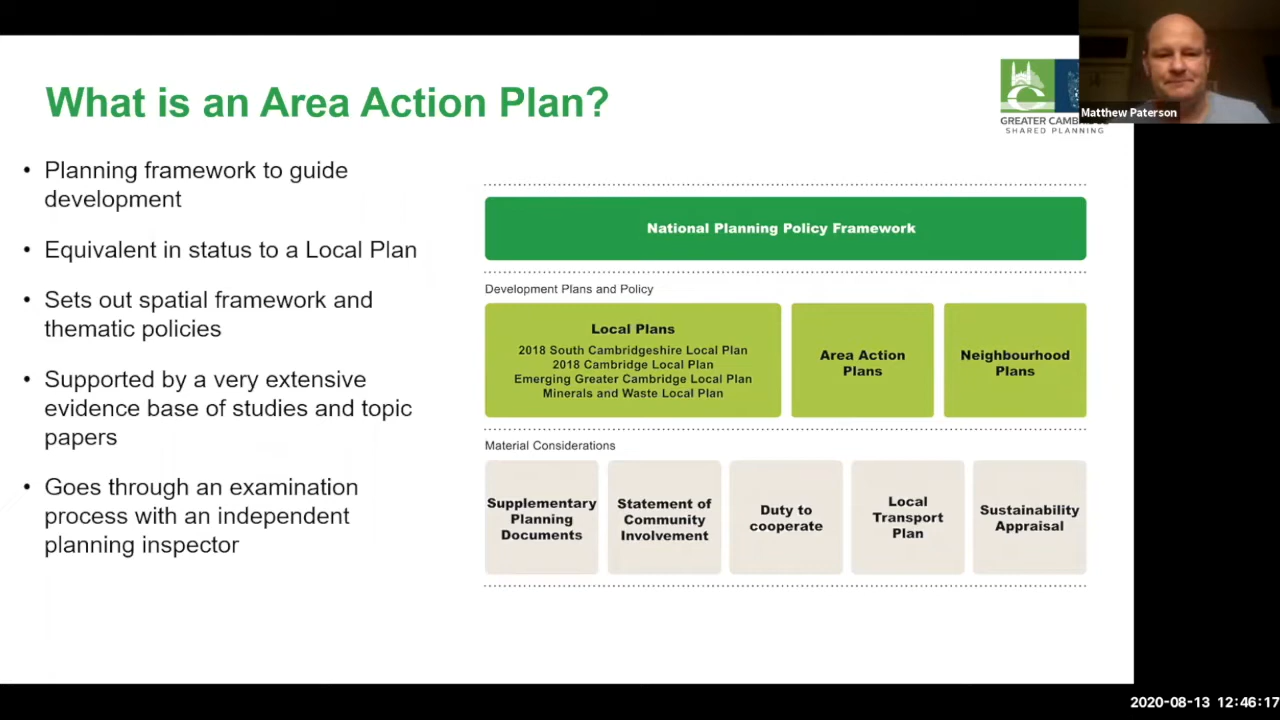 What is an Area Action Plan?
GREATER CAMBRIDGE
SHARED PLANNING
Matthew Paterson
• Planning framework to guide
development
• Equivalent in status to a Local Plan
• Sets out spatial framework and
thematic policies
• Supported by a very extensive
evidence base of studies and topic
papers
• Goes through an examination
process with an independent
planning inspector
National Planning Policy Framework
Development Plans and Policy
Local Plans
2018 South Cambridgeshire Local Plan
2018 Cambridge Local Plan
Emerging Greater Cambridge Local Plan
Minerals and Waste Local Plan
Area Action
Plans
Neighbourhood
Plans
Material Considerations
Supplementary
Planning
Documents
Statement of
Community
Involvement
Duty to
cooperate
Local
Transport
Plan
Sustainability
Appraisal
2020-08-13 12:46:17